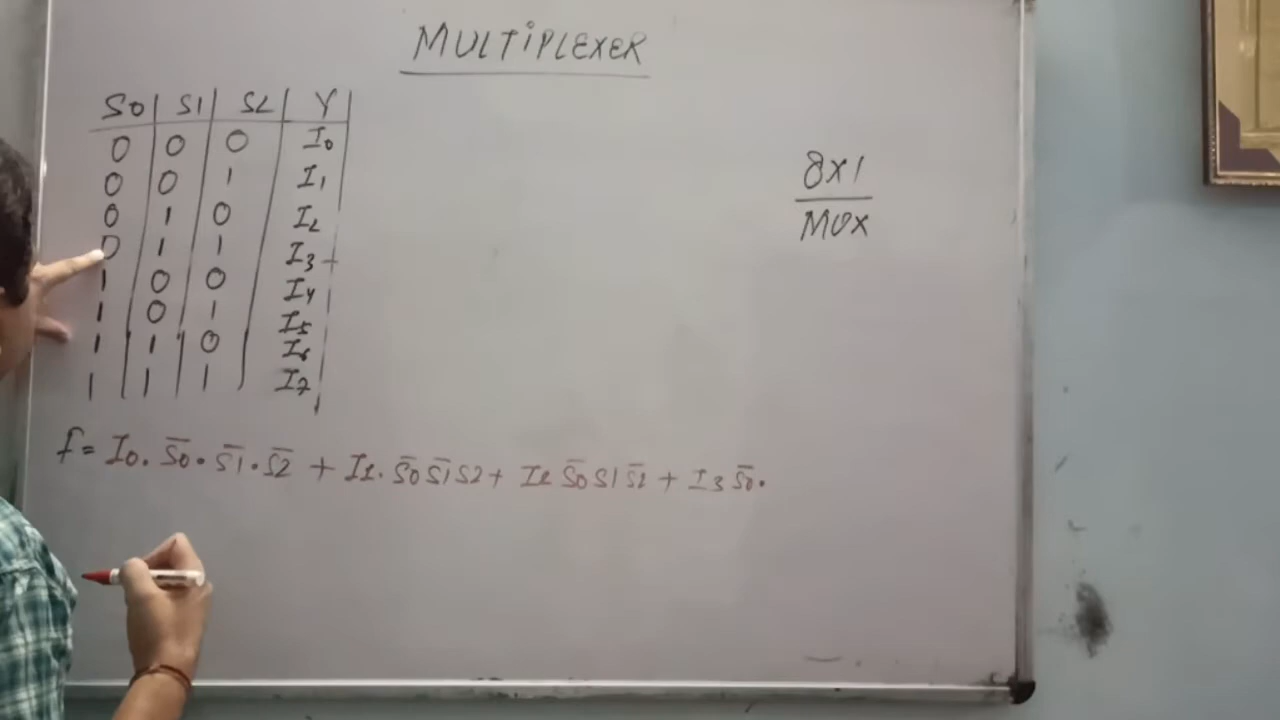 MULTIPLEXER
S0 S1 S2 Y
0 0 0 I0
0 0 1 I1
0 1 0 I2
0 1 1 I3
1 0 0 I4
1 0 1 I5
1 1 0 I6
1 1 1 I7
8X1
MUX
f = I0. S̅0̅ . S̅1̅ . S̅2̅ + I1. S̅0̅ S̅1̅ S2 + I2 S̅0̅ S1 S̅2̅ + I3 S̅0̅ .